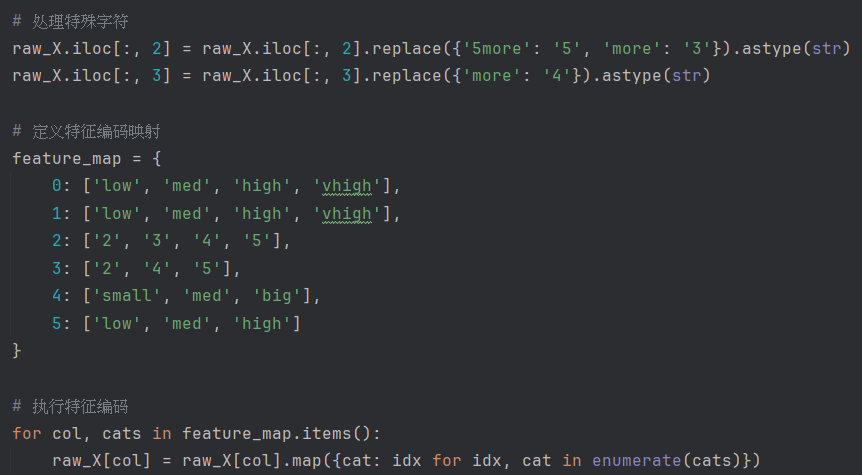 # 处理特殊字符
raw_X.iloc[:, 2] = raw_X.iloc[:, 2].replace({'5more': '5', 'more': '3'}).astype(str)
raw_X.iloc[:, 3] = raw_X.iloc[:, 3].replace({'more': '4'}).astype(str)
# 定义特征编码映射
feature_map = {
    0: ['low', 'med', 'high', 'vhigh'],
    1: ['low', 'med', 'high', 'vhigh'],
    2: ['2', '3', '4', '5'],
    3: ['2', '4', '5'],
    4: ['small', 'med', 'big'],
    5: ['low', 'med', 'high']
}
# 执行特征编码
for col, cats in feature_map.items():
    raw_X[col] = raw_X[col].map({cat: idx for idx, cat in enumerate(cats)})